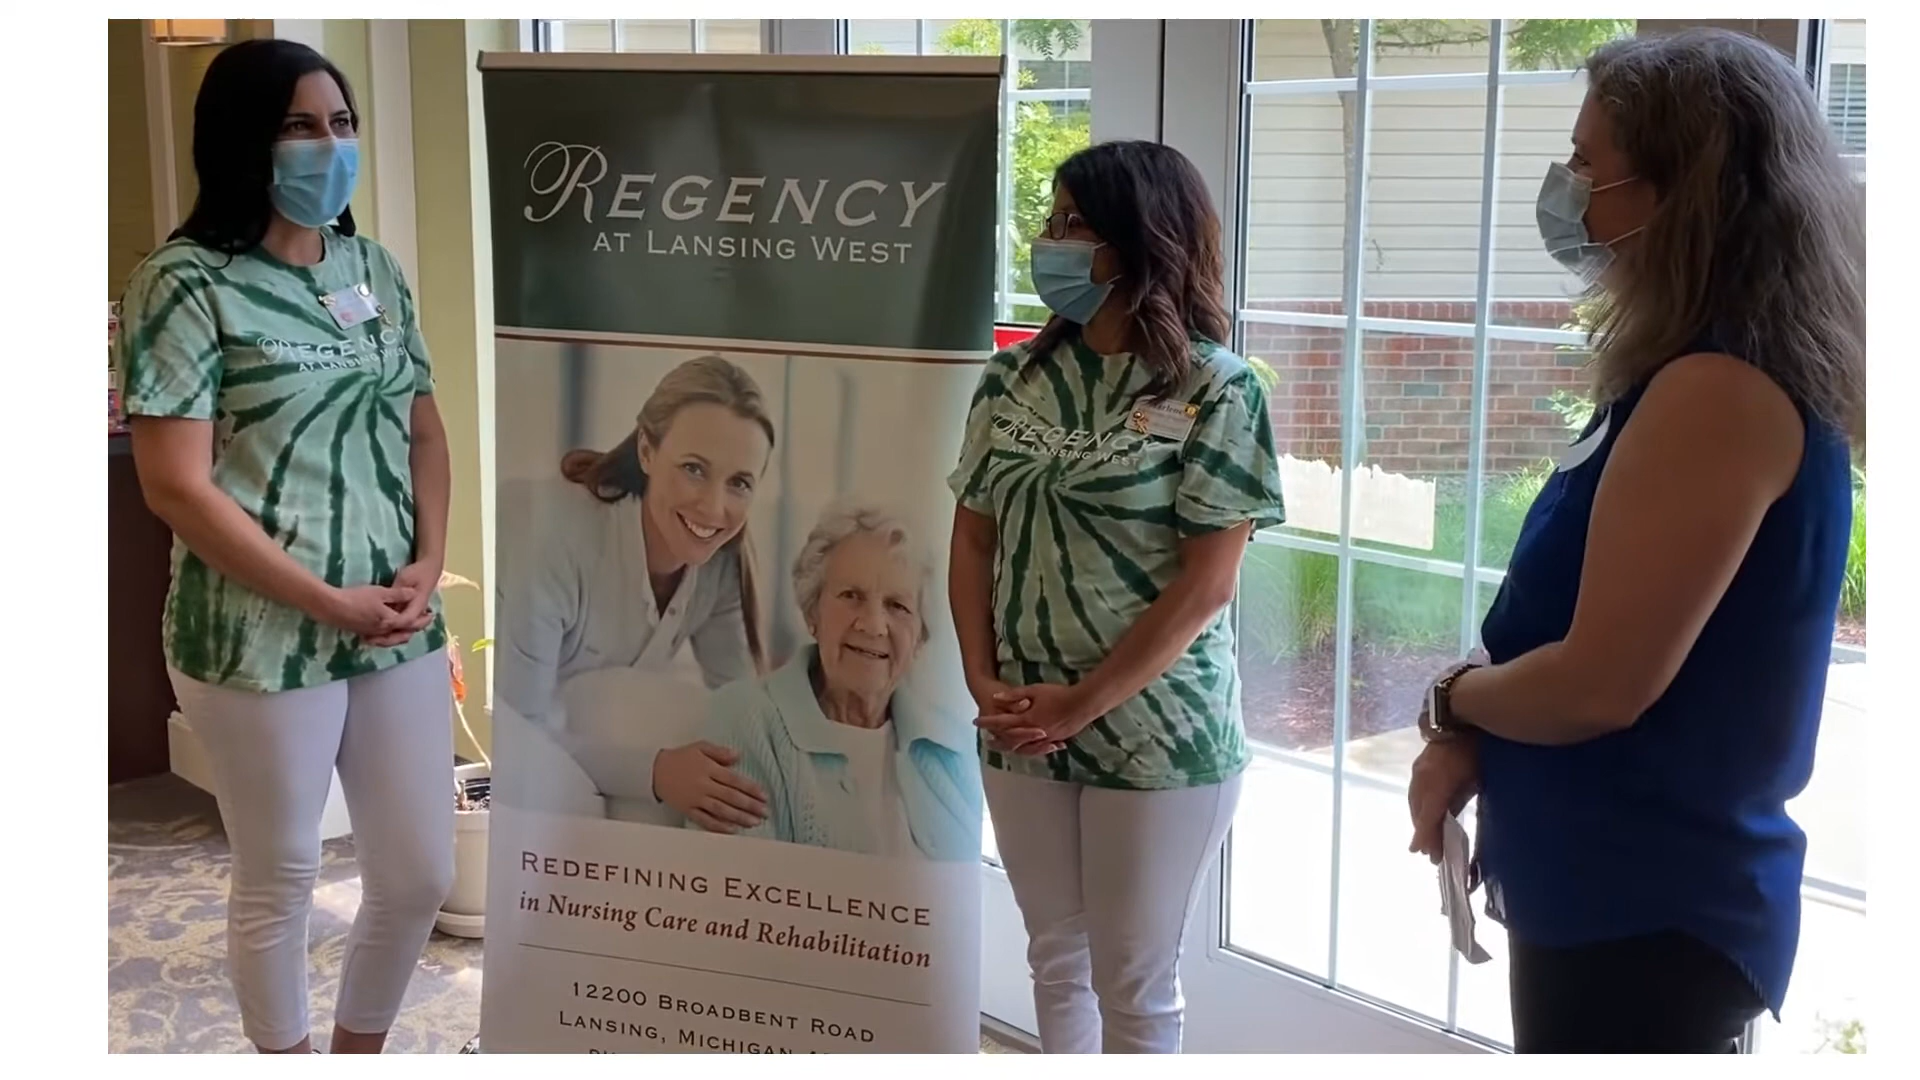 REGENCY
AT LANSING WEST
REGENCY
AT LANSING WEST
REGENCY
AT LANSING WEST
REDEFINING EXCELLENCE
in Nursing Care and Rehabilitation
12200 BROADBENT ROAD
LANSING, MICHIGAN